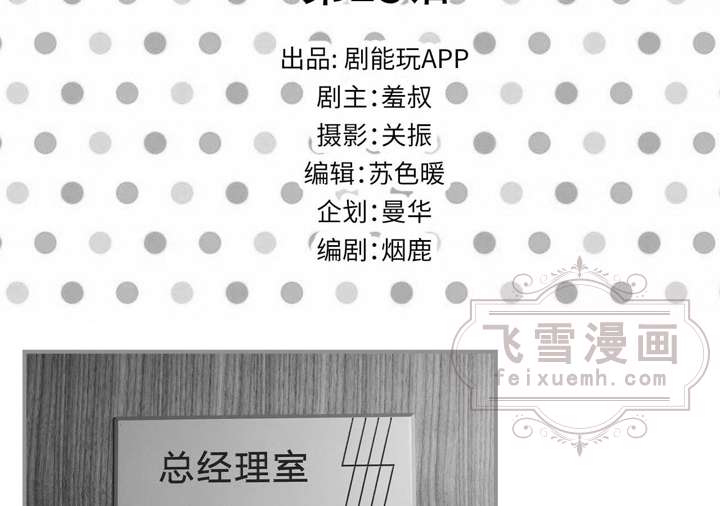 出品: 剧能玩APP
剧主:羞叔
摄影:关振
编辑:苏色暖
企划:曼华
编剧:烟鹿
飞雪漫画
feixuemh.com
总经理室